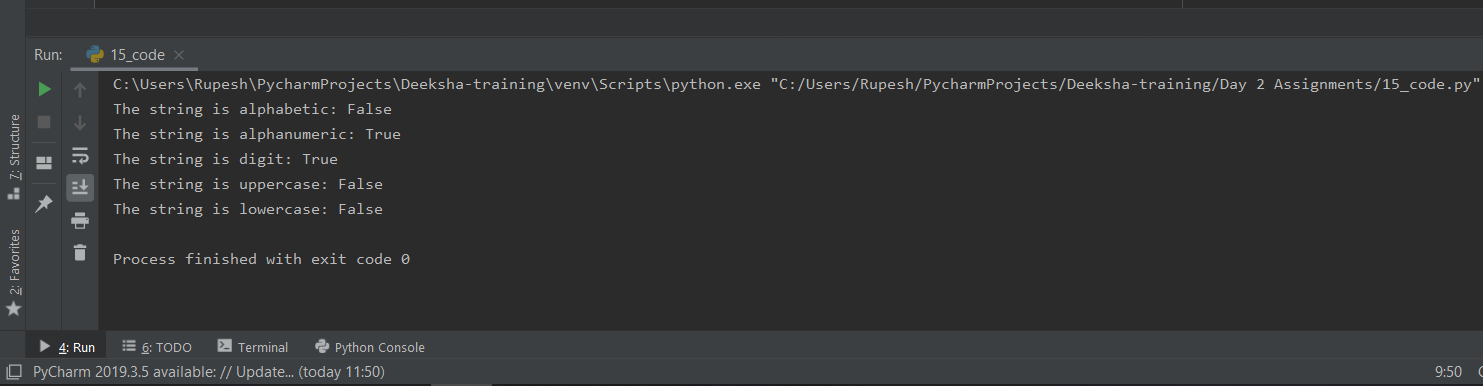 Run: 15_code
C:\Users\Rupesh\PycharmProjects\Deeksha-training\venv\Scripts\python.exe "C:/Users/Rupesh/PycharmProjects/Deeksha-training/Day 2 Assignments/15_code.py"
The string is alphabetic: False
The string is alphanumeric: True
The string is digit: True
The string is uppercase: False
The string is lowercase: False
Process finished with exit code 0
7: Structure
2: Favorites
4: Run 6: TODO Terminal Python Console
PyCharm 2019.3.5 available: // Update... (today 11:50) 9:50